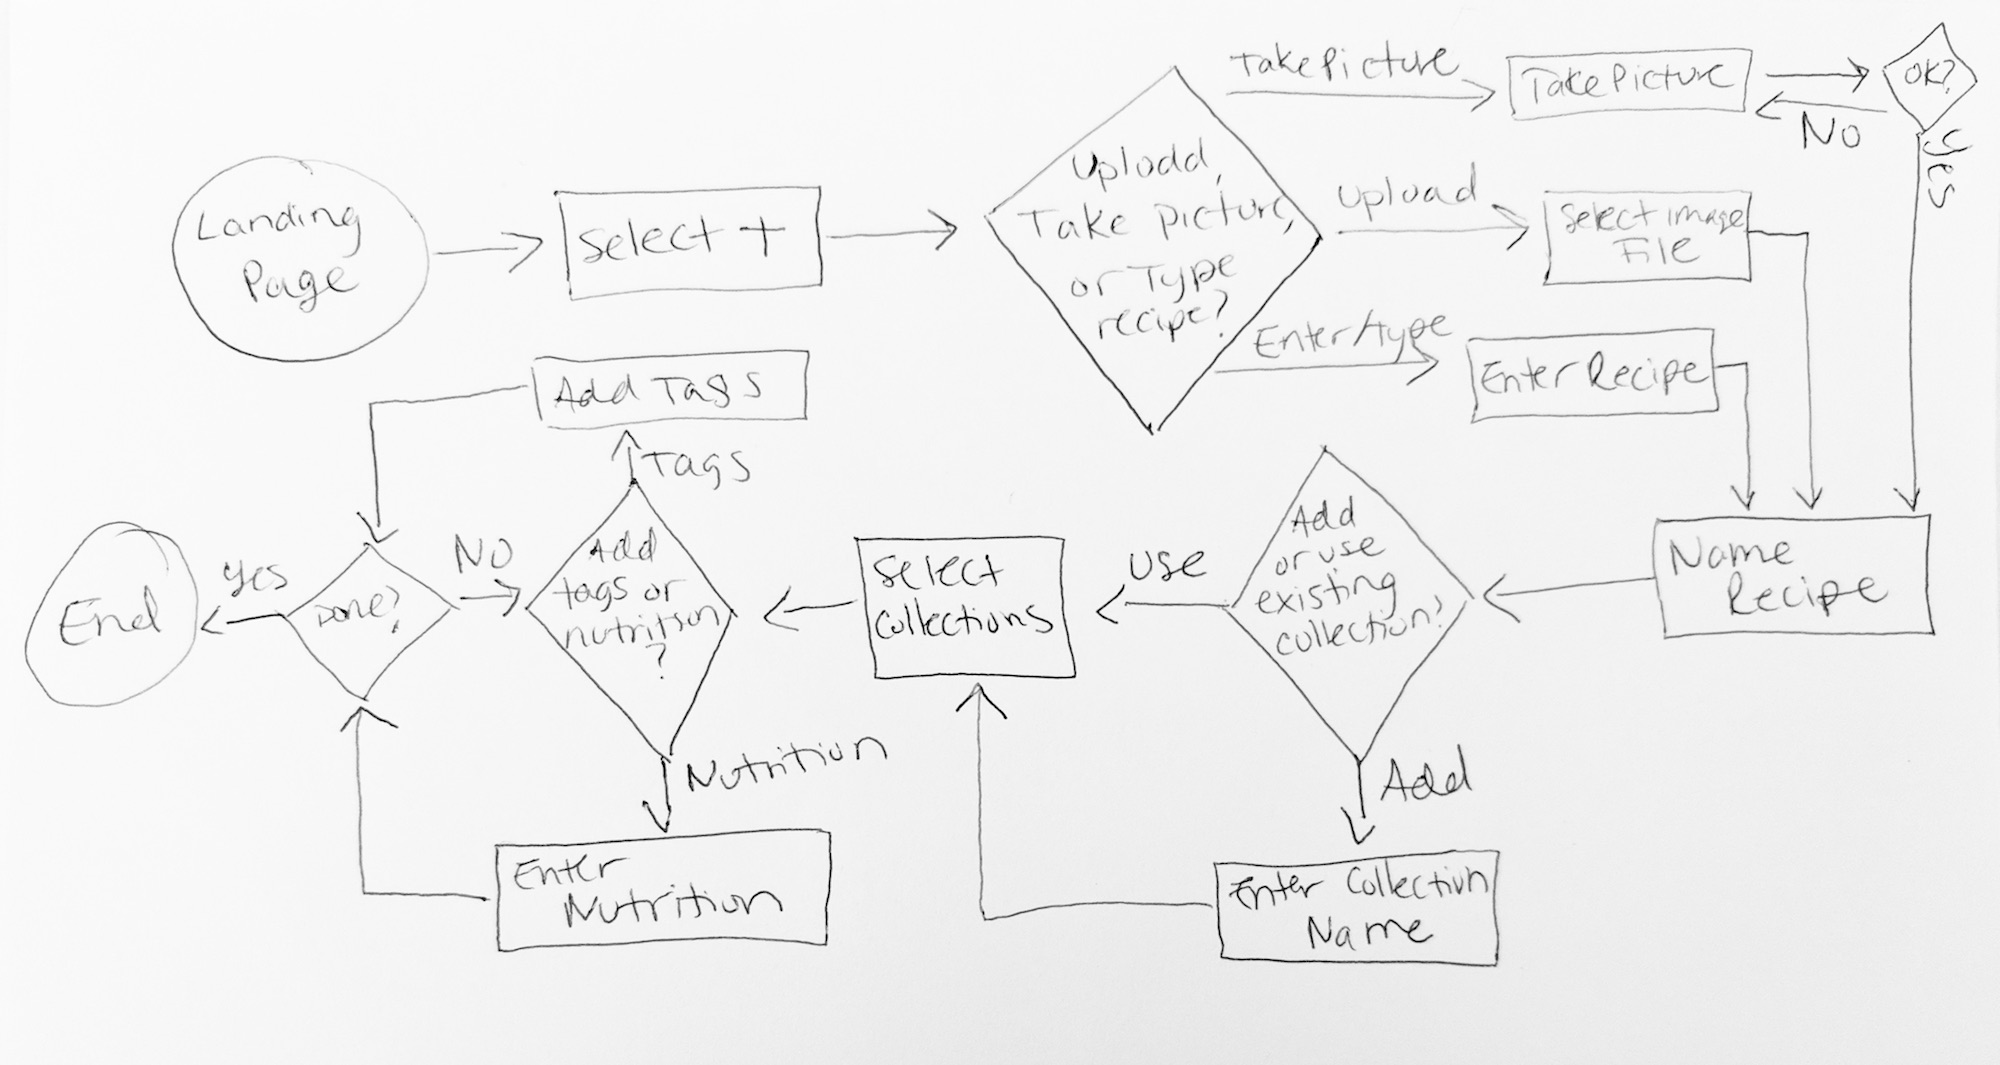 Landing
Page
Select +
Upload,
Take picture,
or Type
recipe?
Take Picture
Take Picture
OK?
No
Yes
Upload
Select image
File
Enter/type
Enter Recipe
Name
Recipe
Add
or use
existing
collection?
Add
Enter Collection
Name
Use
Select
Collections
Add
tags or
nutrition
?
Tags
Add Tags
Nutrition
Enter
Nutrition
Done?
No
Yes
End